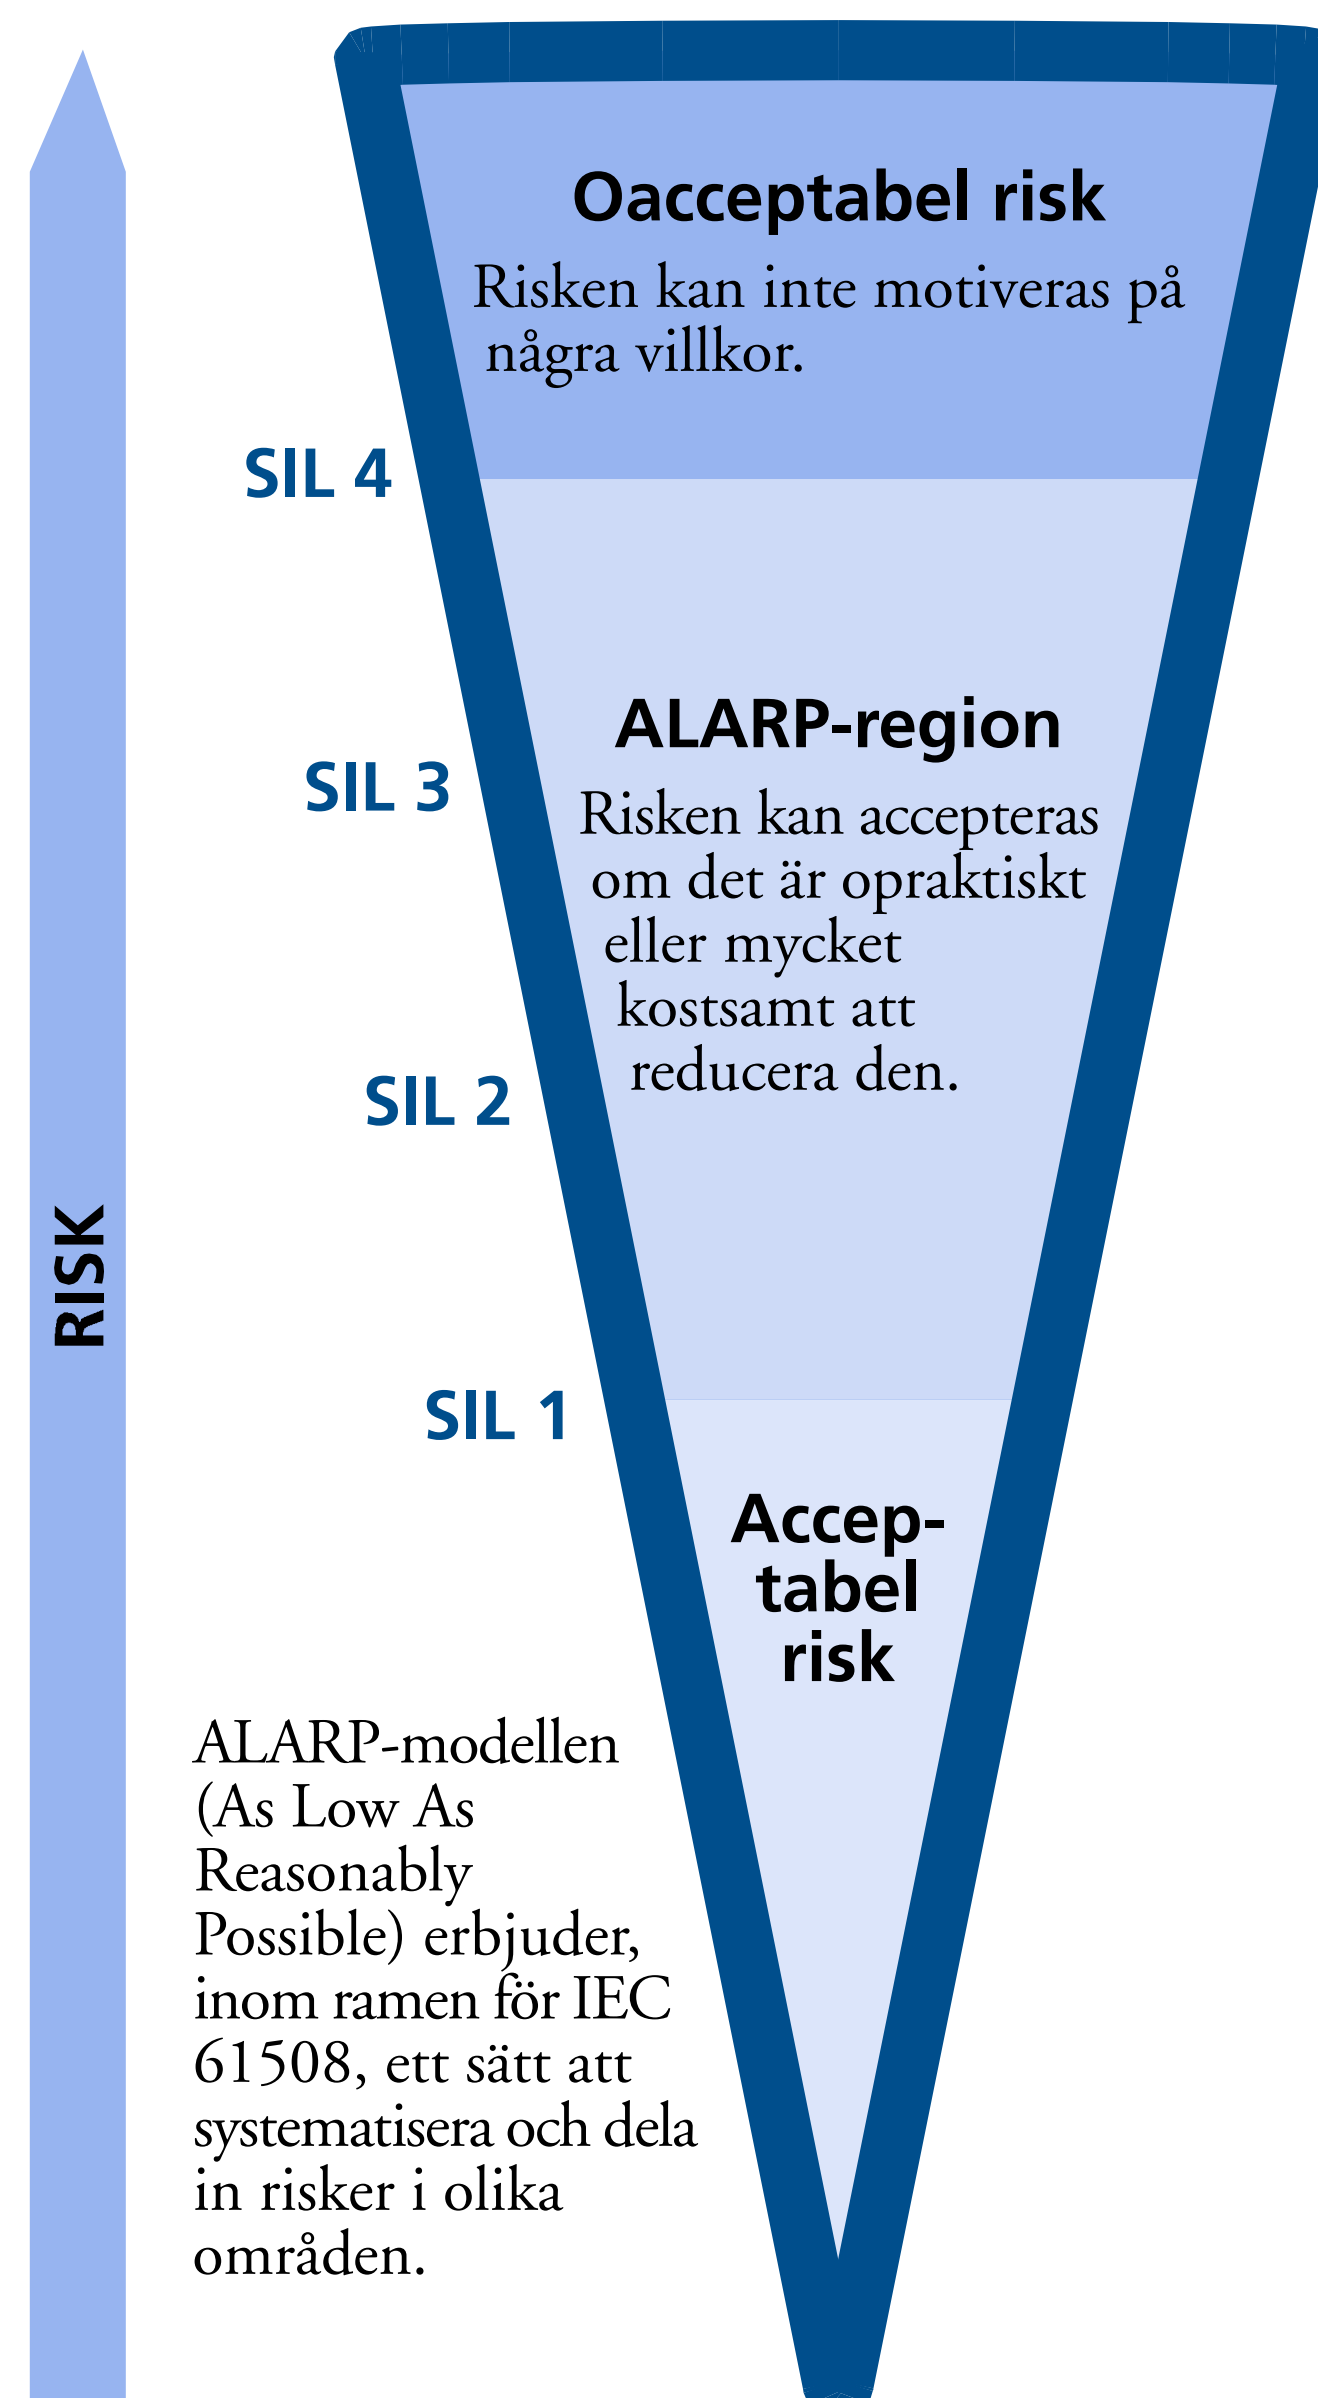 Oacceptabel risk
Risken kan inte motiveras på
några villkor.
SIL 4
ALARP-region
SIL 3
Risken kan accepteras
om det är opraktiskt
eller mycket
kostsamt att
reducera den.
SIL 2
RISK
SIL 1
Accep-
tabel
risk
ALARP-modellen
(As Low As
Reasonably
Possible) erbjuder,
inom ramen för IEC
61508, ett sätt att
systematisera och dela
in risker i olika
områden.